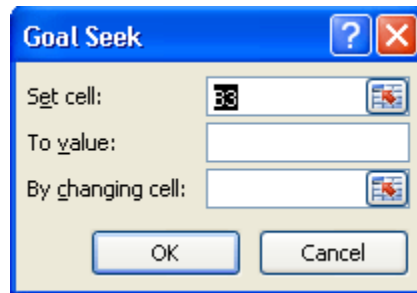 Goal Seek ?
Set cell: B3
To value:
By changing cell:
OK Cancel